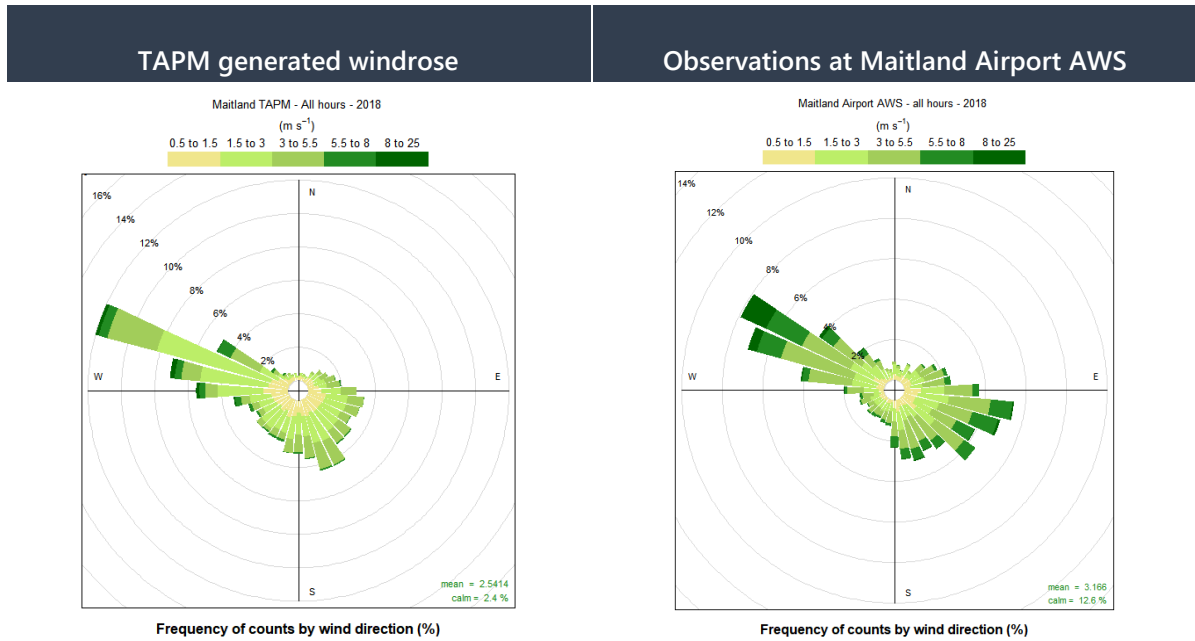 TAPM generated windrose
Maitland TAPM - All hours - 2018
(m s⁻¹)
0.5 to 1.5 1.5 to 3 3 to 5.5 5.5 to 8 8 to 25
16%
14%
12%
10%
8%
6%
4%
2%
N
W
E
S
mean = 2.5414
calm = 2.4 %
Frequency of counts by wind direction (%)
Observations at Maitland Airport AWS
Maitland Airport AWS - all hours - 2018
(m s⁻¹)
0.5 to 1.5 1.5 to 3 3 to 5.5 5.5 to 8 8 to 25
14%
12%
10%
8%
6%
4%
2%
N
W
E
S
mean = 3.166
calm = 12.6 %
Frequency of counts by wind direction (%)